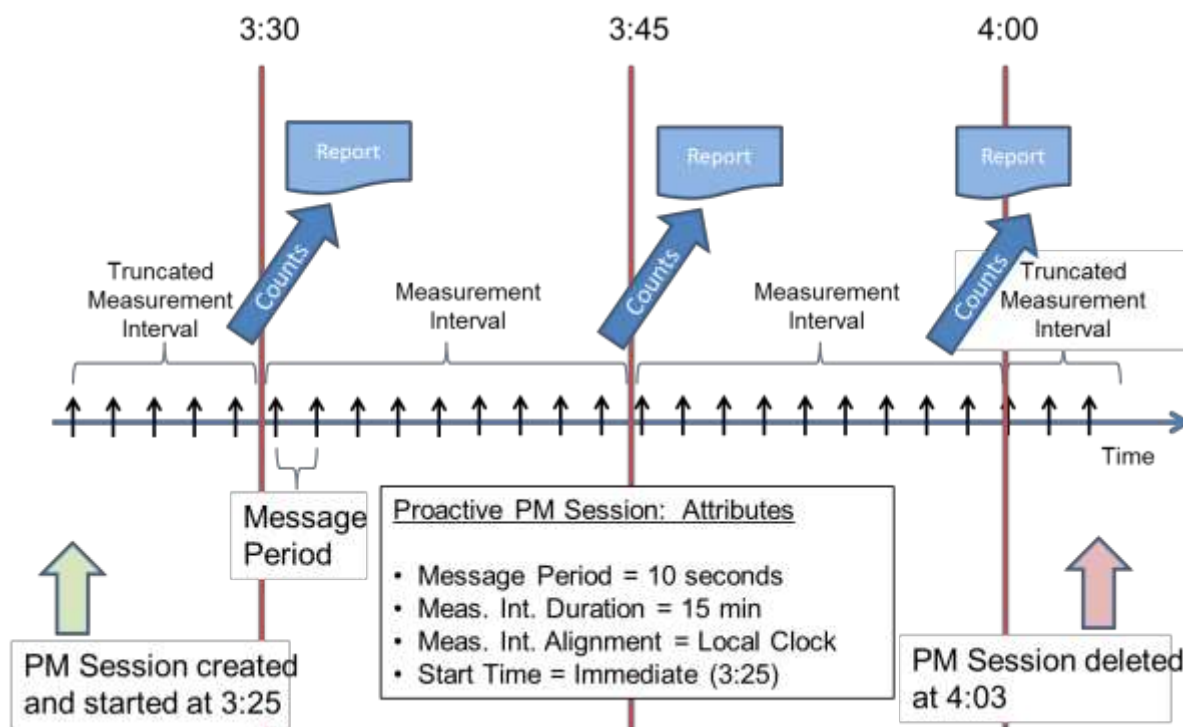 3:30
3:45
4:00
Report
Report
Report
Counts
Counts
Counts
Truncated
Measurement
Interval
Measurement
Interval
Measurement
Interval
Truncated
Measurement
Interval
Time
Message
Period
Proactive PM Session: Attributes
• Message Period = 10 seconds
• Meas. Int. Duration = 15 min
• Meas. Int. Alignment = Local Clock
• Start Time = Immediate (3:25)
PM Session created
and started at 3:25
PM Session deleted
at 4:03